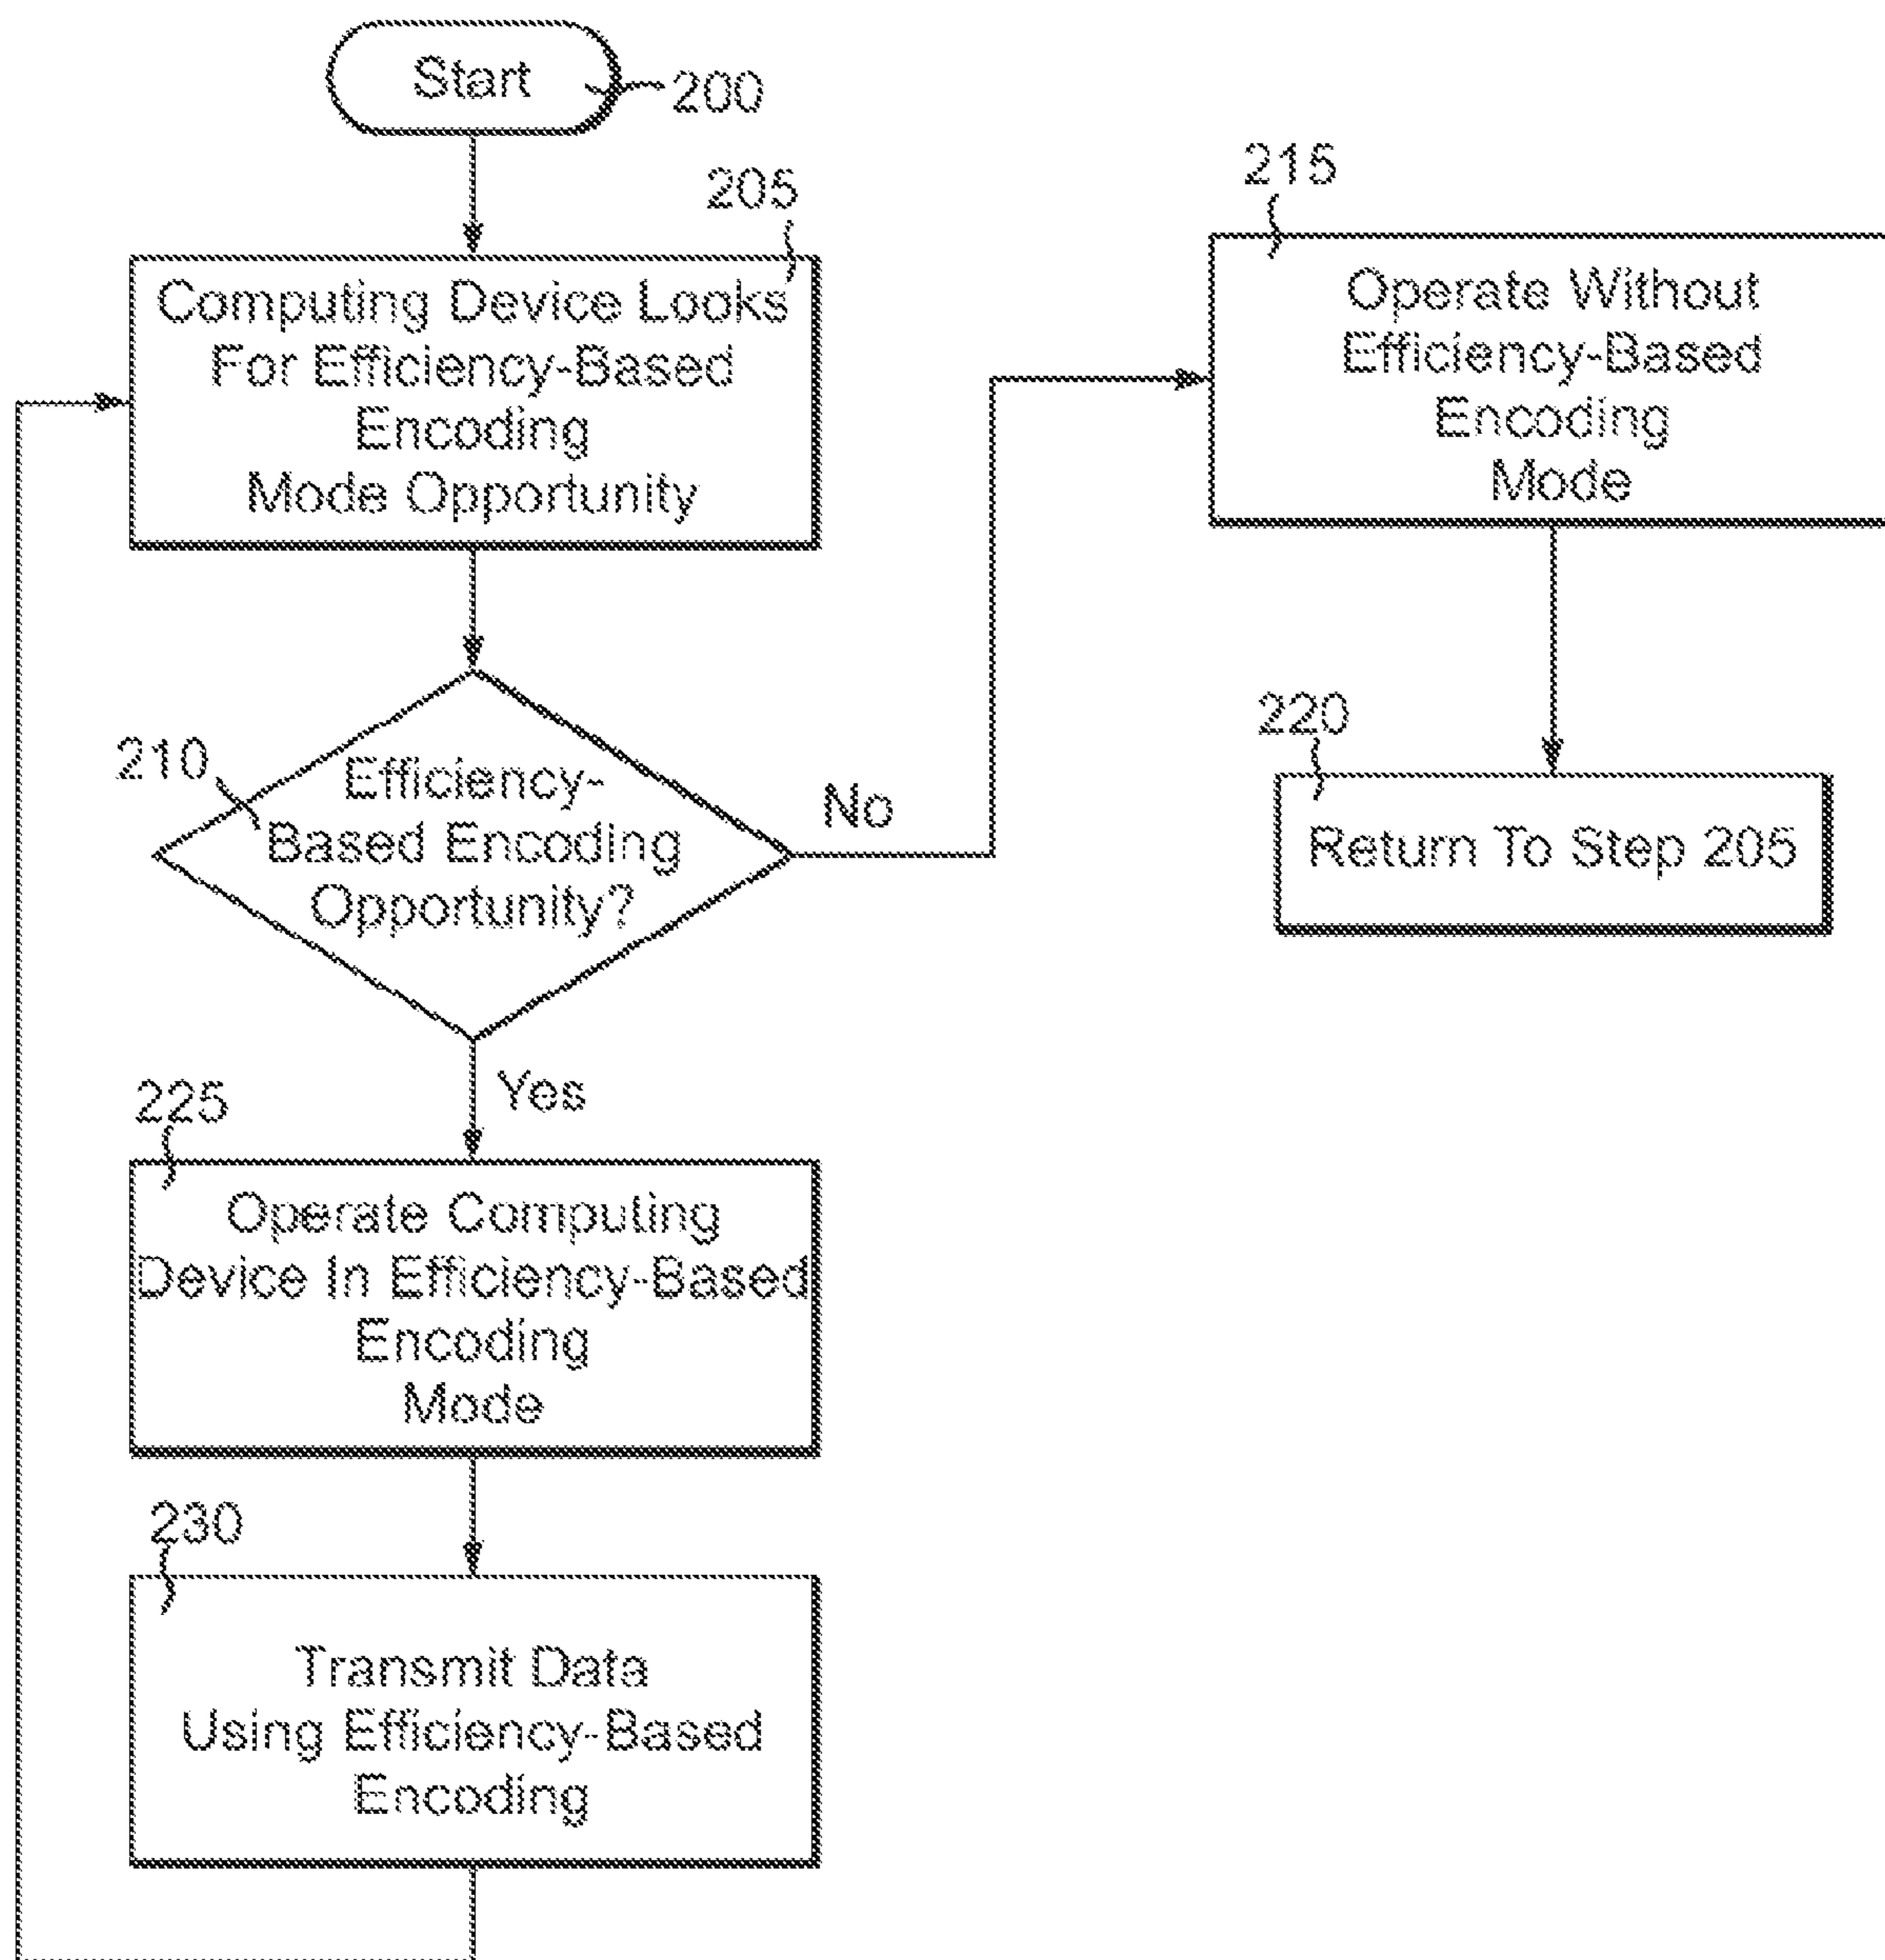 Start
200
205
Computing Device Looks
For Efficiency-Based
Encoding
Mode Opportunity
210
Efficiency-
Based Encoding
Opportunity?
No
Yes
215
Operate Without
Efficiency-Based
Encoding
Mode
220
Return To Step 205
225
Operate Computing
Device In Efficiency-Based
Encoding
Mode
230
Transmit Data
Using Efficiency-Based
Encoding